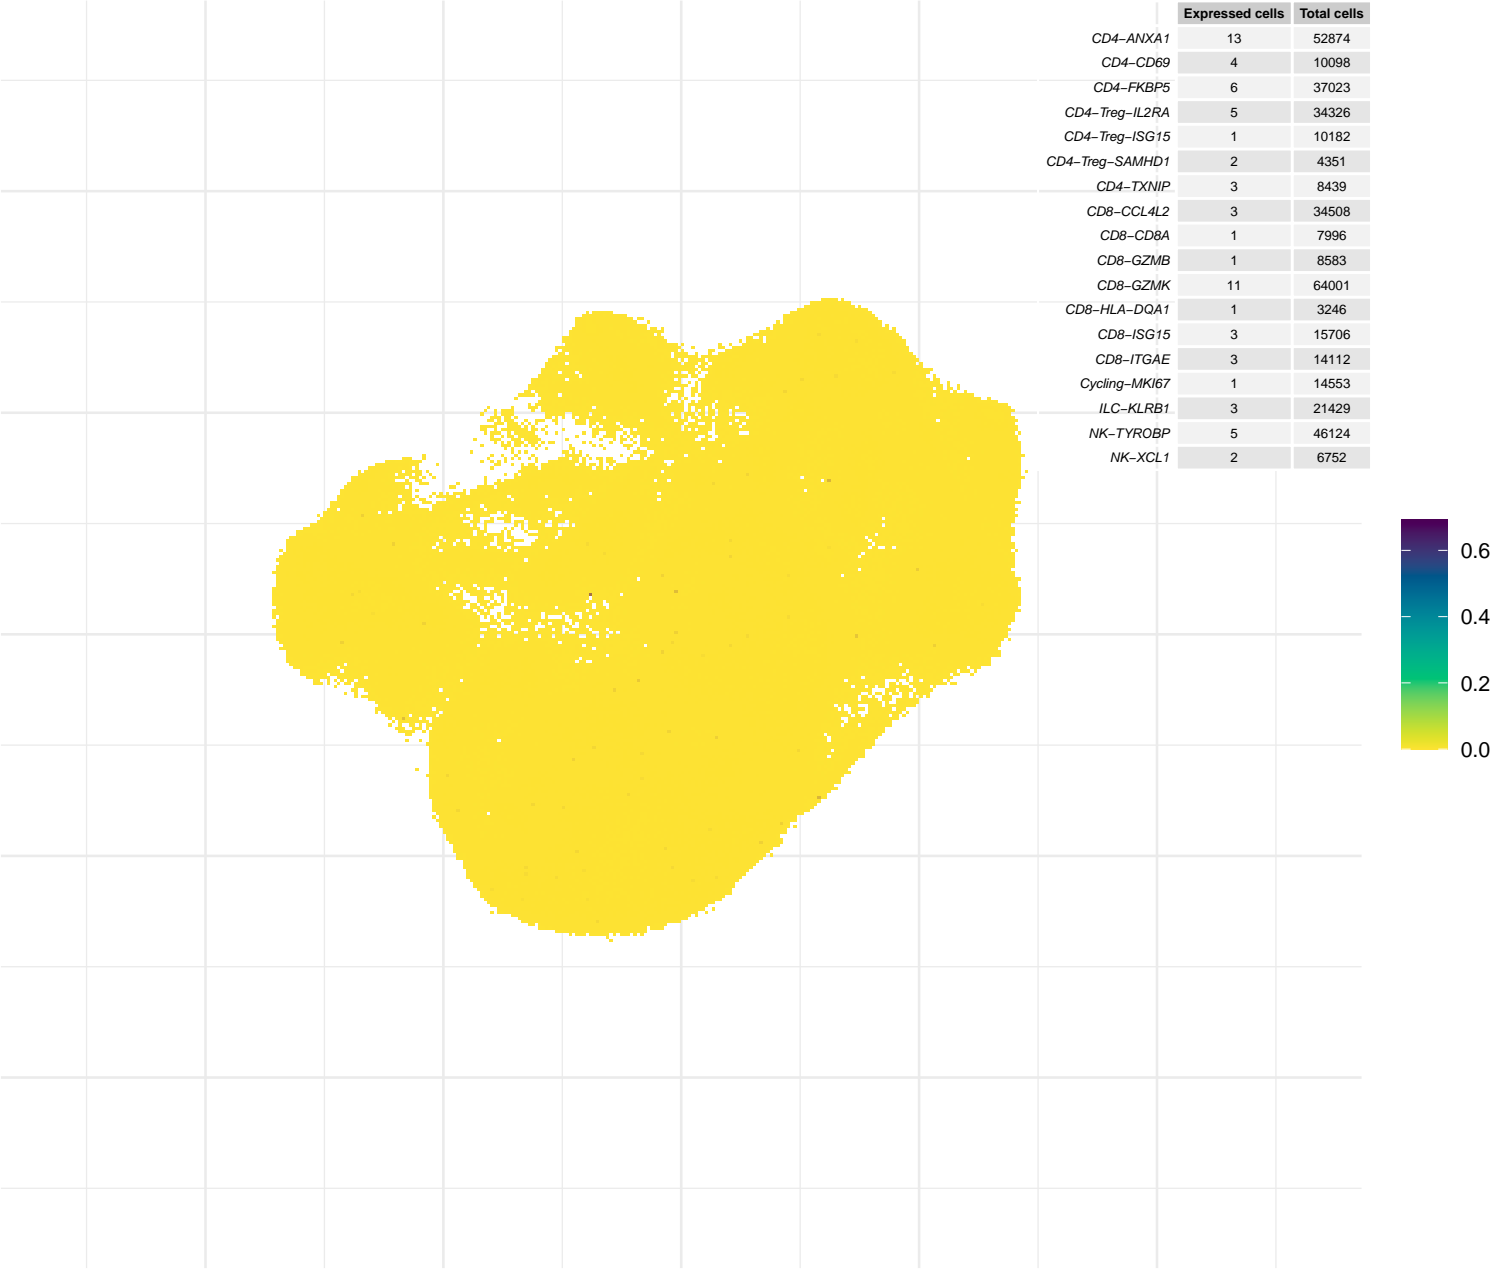 Expressed cells Total cells
CD4−ANXA1 13 52874
CD4−CD69 4 10098
CD4−FKBP5 6 37023
CD4−Treg−IL2RA 5 34326
CD4−Treg−ISG15 1 10182
CD4−Treg−SAMHD1 2 4351
CD4−TXNIP 3 8439
CD8−CCL4L2 3 34508
CD8−CD8A 1 7996
CD8−GZMB 1 8583
CD8−GZMK 11 64001
CD8−HLA−DQA1 1 3246
CD8−ISG15 3 15706
CD8−ITGAE 3 14112
Cycling−MKI67 1 14553
ILC−KLRB1 3 21429
NK−TYROBP 5 46124
NK−XCL1 2 6752
0.6
0.4
0.2
0.0